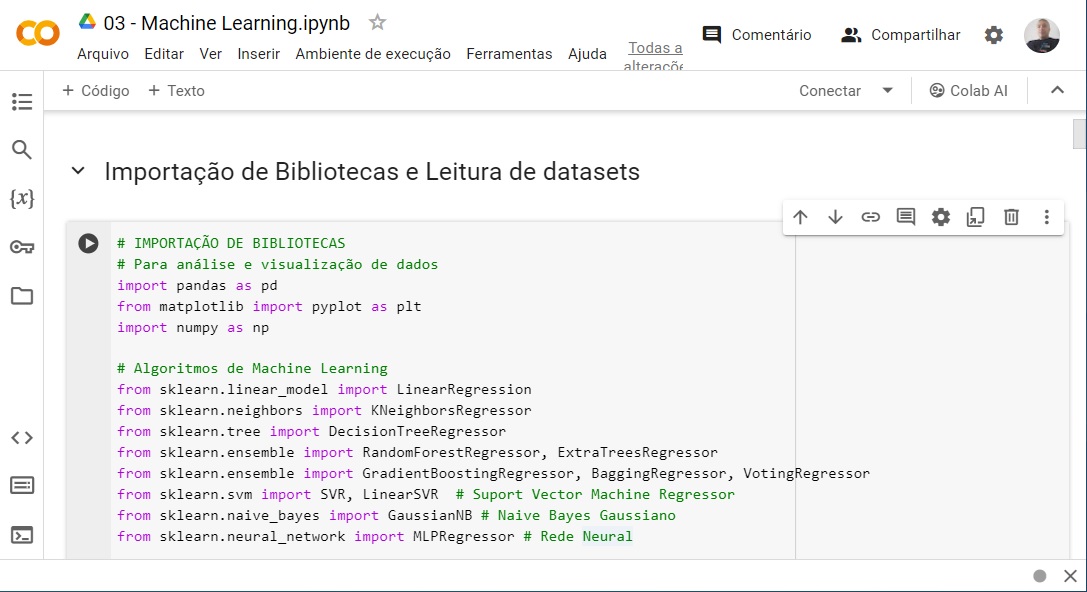 03 - Machine Learning.ipynb
Comentário
Compartilhar
Arquivo Editar Ver Inserir Ambiente de execução Ferramentas Ajuda Todas a
alteraçõe
+ Código + Texto
Conectar
Colab AI
{x}
Importação de Bibliotecas e Leitura de datasets
# IMPORTAÇÃO DE BIBLIOTECAS
# Para análise e visualização de dados
import pandas as pd
from matplotlib import pyplot as plt
import numpy as np
# Algoritmos de Machine Learning
from sklearn.linear_model import LinearRegression
from sklearn.neighbors import KNeighborsRegressor
from sklearn.tree import DecisionTreeRegressor
from sklearn.ensemble import RandomForestRegressor, ExtraTreesRegressor
from sklearn.ensemble import GradientBoostingRegressor, BaggingRegressor, VotingRegressor
from sklearn.svm import SVR, LinearSVR  # Suport Vector Machine Regressor
from sklearn.naive_bayes import GaussianNB # Naive Bayes Gaussiano
from sklearn.neural_network import MLPRegressor # Rede Neural